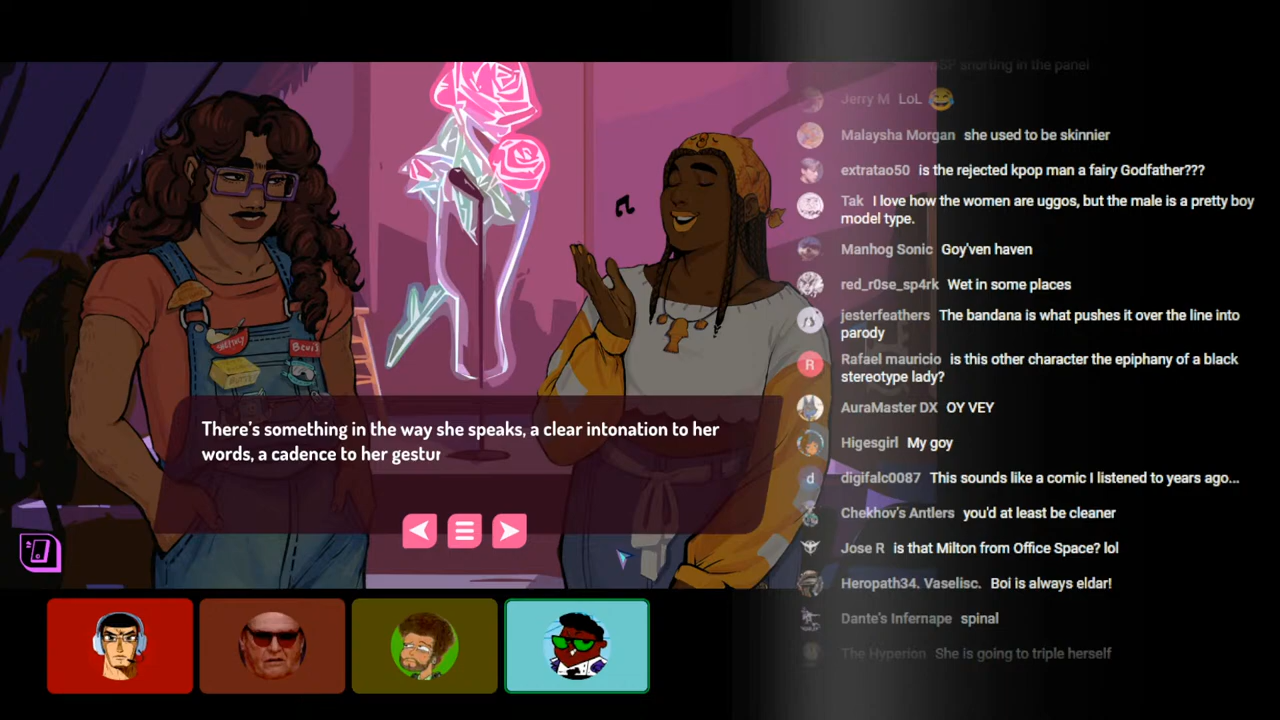 There's something in the way she speaks, a clear intonation to her
words, a cadence to her gestur
BUTTER
snorting in the panel
Jerry M LoL 😂
Malaysha Morgan she used to be skinnier
extratao50 is the rejected kpop man a fairy Godfather???
Tak I love how the women are uggos, but the male is a pretty boy
model type.
Manhog Sonic Goy'ven haven
red_r0se_sp4rk Wet in some places
jesterfeathers The bandana is what pushes it over the line into
parody
R
Rafael mauricio is this other character the epiphany of a black
stereotype lady?
AuraMaster DX OY VEY
Higesgirl My goy
d
digifalc0087 This sounds like a comic I listened to years ago...
Chekhov's Antlers you'd at least be cleaner
Jose R is that Milton from Office Space? lol
Heropath34. Vaselisc. Boi is always eldar!
Dante's Infernape spinal
The Hyperion She is going to triple herself